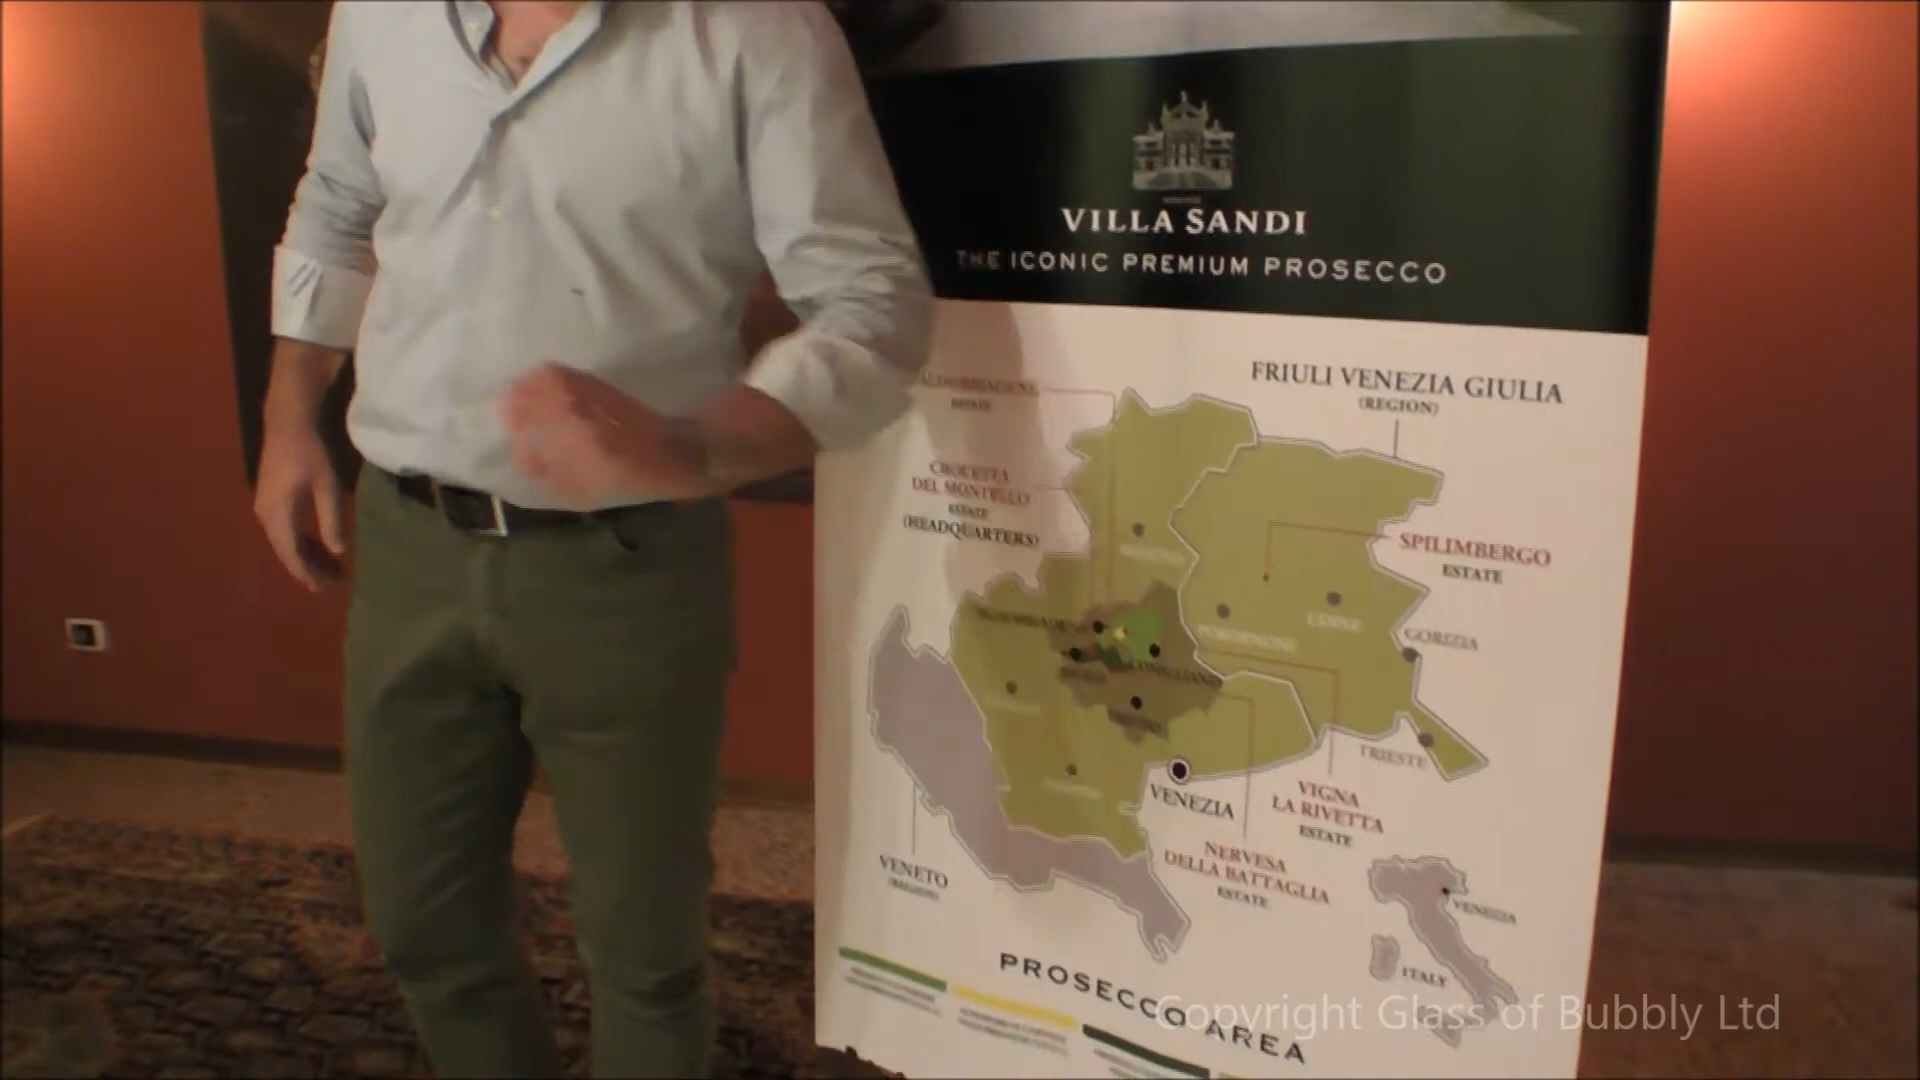 VILLA SANDI
THE ICONIC PREMIUM PROSECCO
FRIULI VENEZIA GIULIA
(REGION)
ESTATE
CROCETTA
DEL MONTELLO
ESTATE
(HEADQUARTERS)
SPILIMBERGO
ESTATE
UDINE
PORDENONE
GORIZIA
CONEGLIANO
TRIESTE
VENEZIA
VIGNA
LA RIVETTA
ESTATE
NERVESA
DELLA BATTAGLIA
ESTATE
VENETO
(REGION)
VENEZIA
ITALY
PROSECCO AREA
Copyright Glass of Bubbly Ltd